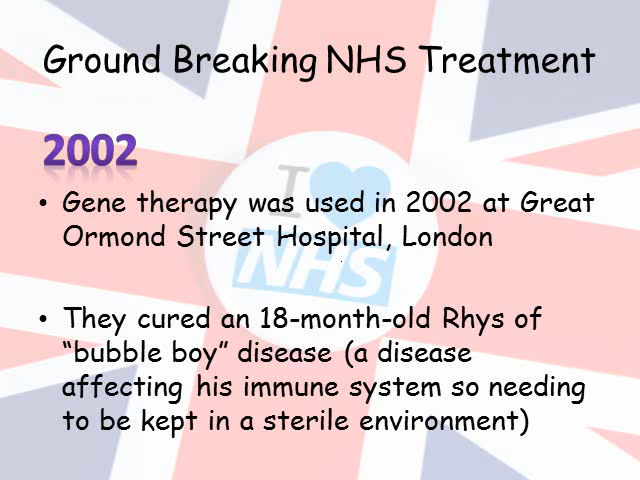 Ground Breaking NHS Treatment
2002
• Gene therapy was used in 2002 at Great
Ormond Street Hospital, London
• They cured an 18-month-old Rhys of
“bubble boy” disease (a disease
affecting his immune system so needing
to be kept in a sterile environment)
I
NHS